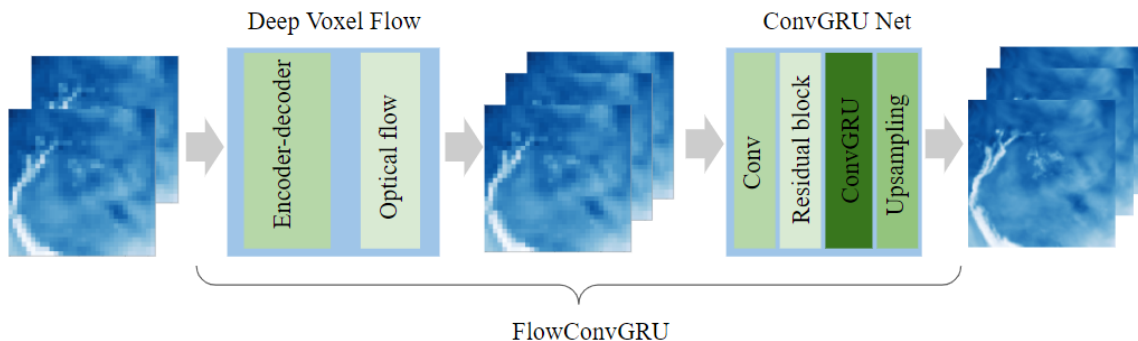 Deep Voxel Flow
ConvGRU Net
Encoder-decoder
Optical flow
Conv
Residual block
ConvGRU
Upsampling
FlowConvGRU